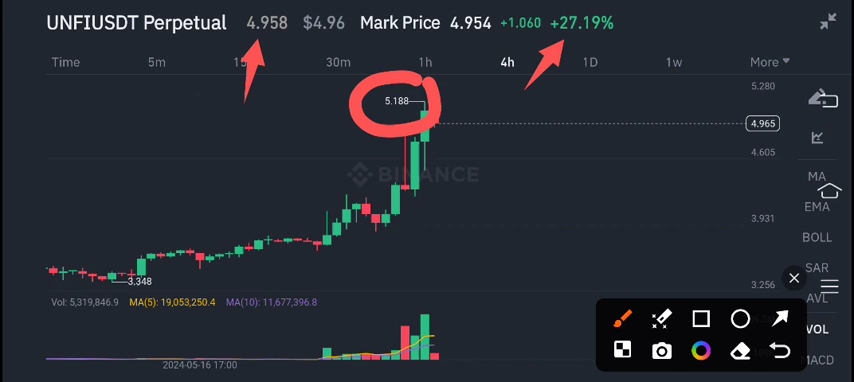 UNFIUSDT Perpetual 4.958 $4.96 Mark Price 4.954 +1.060 +27.19%
Time 5m 30m 1h 4h 1D 1w More
5.280
5.188
4.965
4.605
BINANCE
MA
EMA
3.931
BOLL
SAR
3.348
3.256
AVL
Vol: 5,319,846.9 MA(5): 19,053,250.4 MA(10): 11,677,396.8
VOL
MACD
2024-05-16 17:00